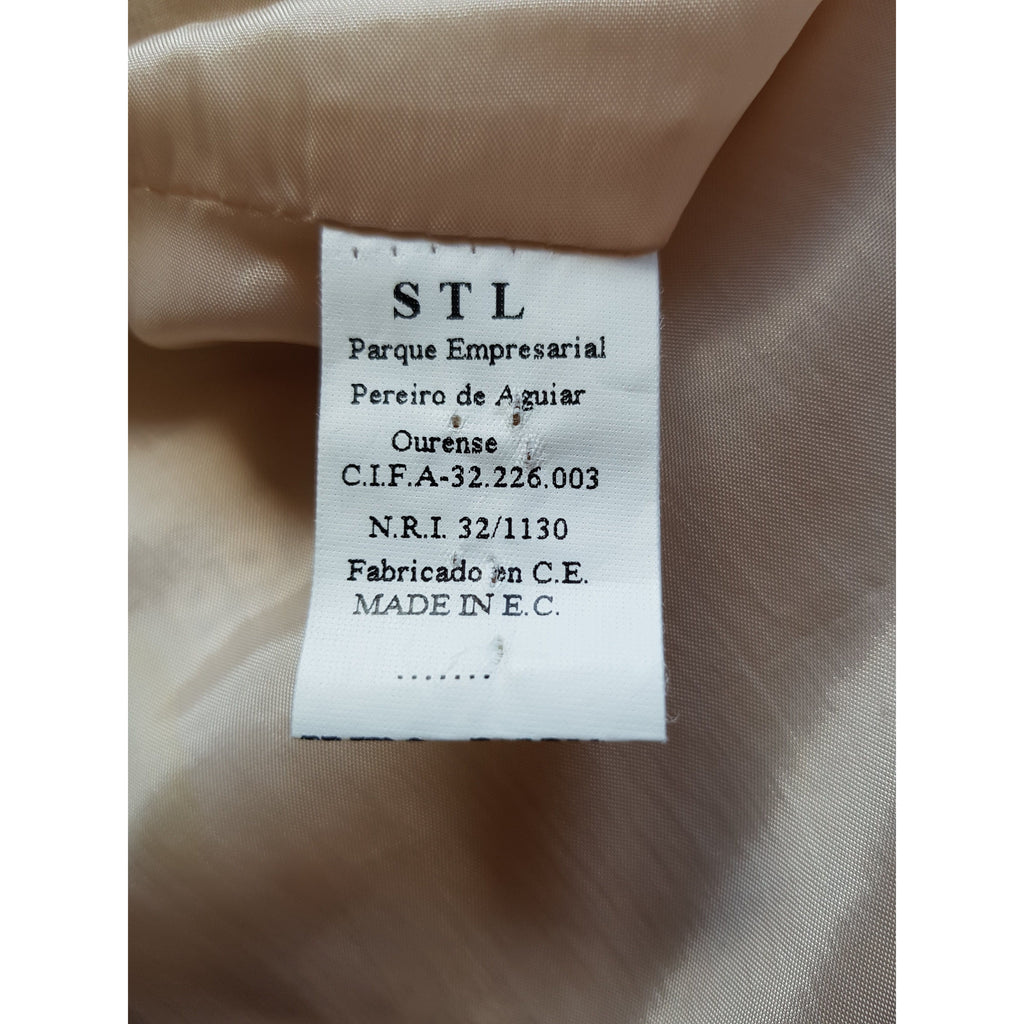 STL
Parque Empresarial
Pereiro de Aguiar
Ourense
C.I.F.A-32.226.003
N.R.I. 32/1130
Fabricado en C.E.
MADE IN E.C.
.......